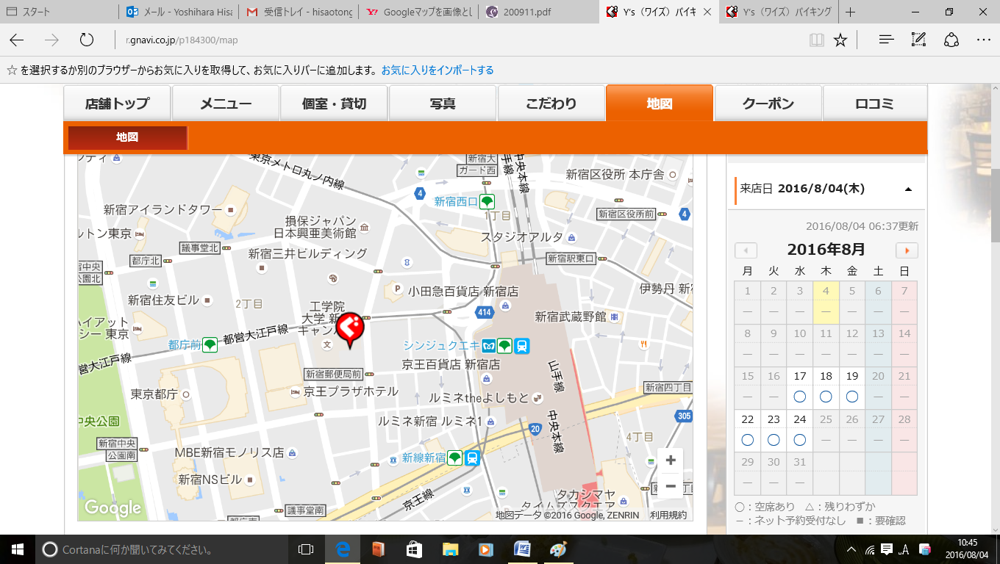 スタート
メール - Yoshihara Hisa
受信トレイ - hisaotong
Googleマップを画像とし
200911.pdf
Y's（ワイズ）バイキ
Y's（ワイズ）バイキング
r.gnavi.co.jp/p184300/map
☆ を選択するか別のブラウザーからお気に入りを取得して、お気に入りバーに追加します。 お気に入りをインポートする
店舗トップ
メニュー
個室・貸切
写真
こだわり
地図
クーポン
口コミ
地図
東京メトロ丸ノ内線
新宿大
ガード西
山手線
中央本線
新宿区役所 本庁舎
4
新宿西口
1丁目
新宿アイランドタワー
損保ジャパン
日本興亜美術館
新宿区役所前
4
ルトン東京
議事堂北
スタジオアルタ
都庁北
新宿三井ビルディング
新宿駅東口
宿中央
公園北
小田急百貨店 新宿店
伊勢丹 新宿
新宿住友ビル
2丁目
工学院
大学 新
キャンパ
414
新宿武蔵野館
ハイアット
シー 東京
都庁前
都営大江戸線
シンジュクエキ
営大江戸線
京王百貨店 新宿店
山手線
新宿郵便局前
東京都庁
京王プラザホテル
ルミネtheよしもと
新宿四丁目
中央公園
ルミネ新宿 ルミネ1
中央本線
305
20
4丁目
新宿中央
公園南
MBE新宿モノリス店
新線新宿
新宿NSビル
京王線
タカシマヤ
タイムズスクエア
議事堂南
都庁南
Google
地図データ ©2016 Google, ZENRIN 利用規約
来店日 2016/8/04(木)
2016/08/04 06:37更新
2016年8月
月 火 水 木 金 土 日
1 2 3 4 5 6 7
― ― ― ― ― ― ―
8 9 10 11 12 13 14
― ― ― ― ― ― ―
15 16 17 18 19 20 21
― ― ○ ○ ○ ― ―
22 23 24 25 26 27 28
○ ○ ○ ― ― ― ―
29 30 31
― ― ―
○：空席あり △：残りわずか
－：ネット予約受付なし ■：要確認
Cortanaに何か聞いてみてください。
A
10:45
2016/08/04